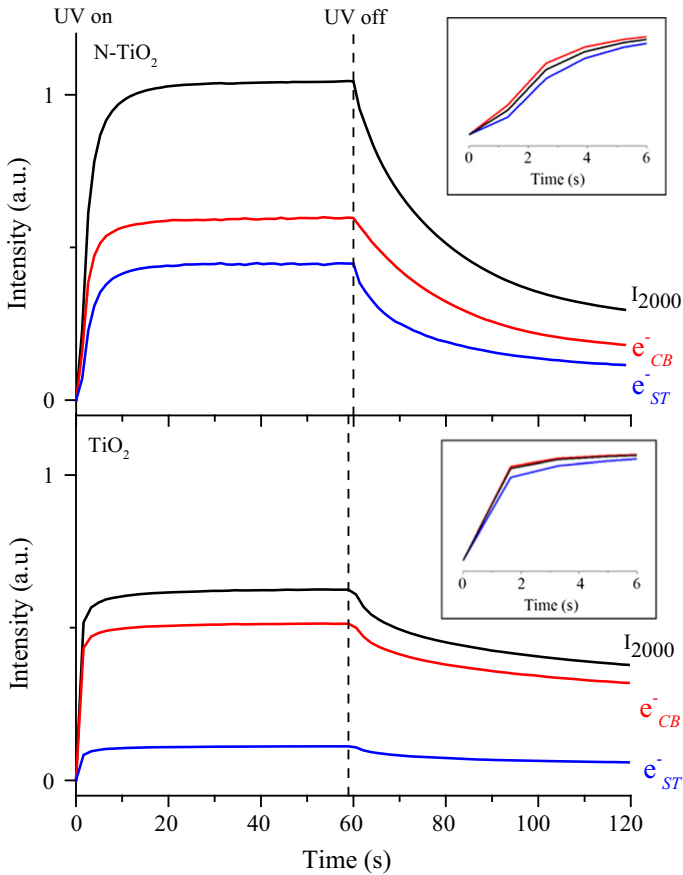 UV on
UV off
N-TiO₂
1
0
Intensity (a.u.)
0 2 4 6
Time (s)
I₂₀₀₀
e⁻CB
e⁻ST
TiO₂
1
0
Intensity (a.u.)
0 2 4 6
Time (s)
I₂₀₀₀
e⁻CB
e⁻ST
0 20 40 60 80 100 120
Time (s)